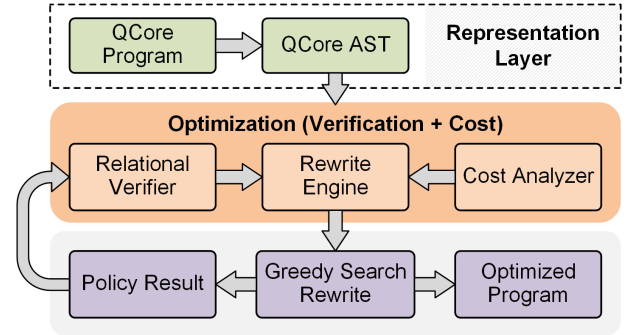 QCore
Program
QCore AST
Representation
Layer
Optimization (Verification + Cost)
Relational
Verifier
Rewrite
Engine
Cost Analyzer
Policy Result
Greedy Search
Rewrite
Optimized
Program